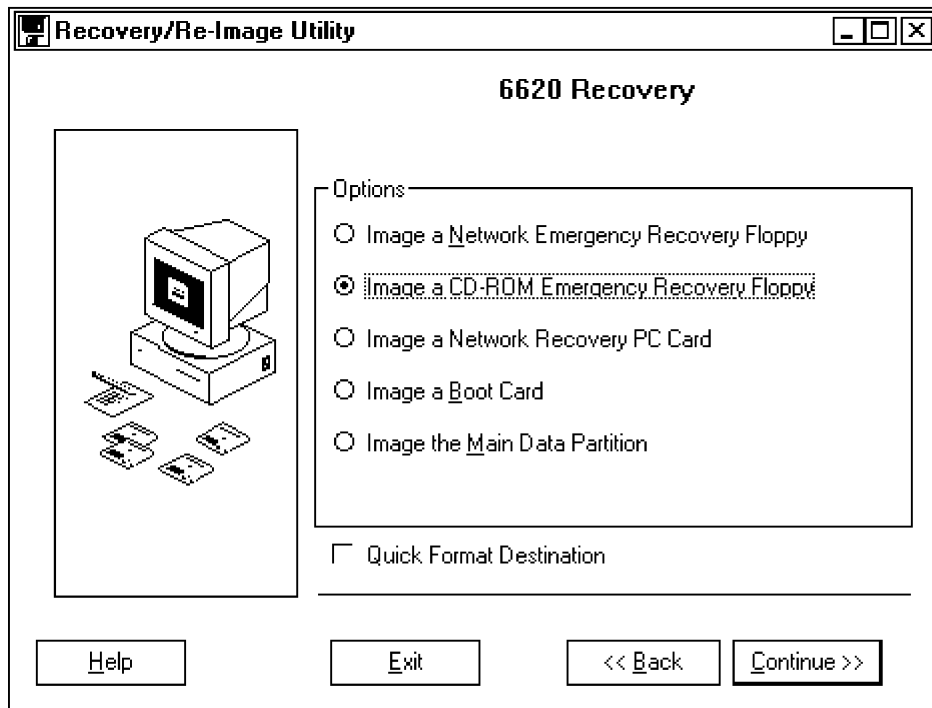 Recovery/Re-Image Utility
6620 Recovery
Options
Image a Network Emergency Recovery Floppy
Image a CD-ROM Emergency Recovery Floppy
Image a Network Recovery PC Card
Image a Boot Card
Image the Main Data Partition
Quick Format Destination
Help
Exit
<< Back
Continue >>